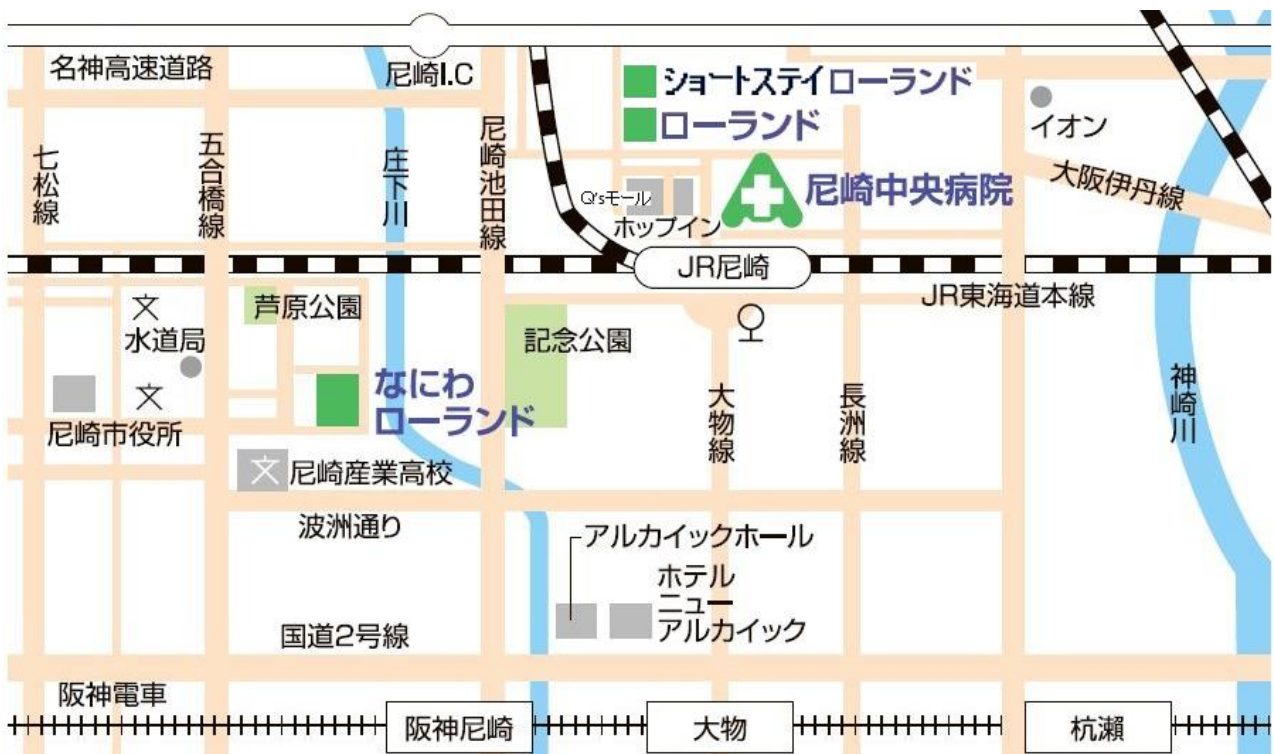 名神高速道路
尼崎I.C
ショートステイローランド
ローランド
イオン
七松線
五合橋線
庄下川
尼崎池田線
大阪伊丹線
尼崎中央病院
Q'sモール
ホップイン
JR尼崎
JR東海道本線
芦原公園
水道局
文
記念公園
なにわ
ローランド
文
尼崎市役所
大物線
長洲線
神崎川
文
尼崎産業高校
波洲通り
アルカイックホール
ホテル
ニュー
アルカイック
国道2号線
阪神電車
阪神尼崎
大物
杭瀬